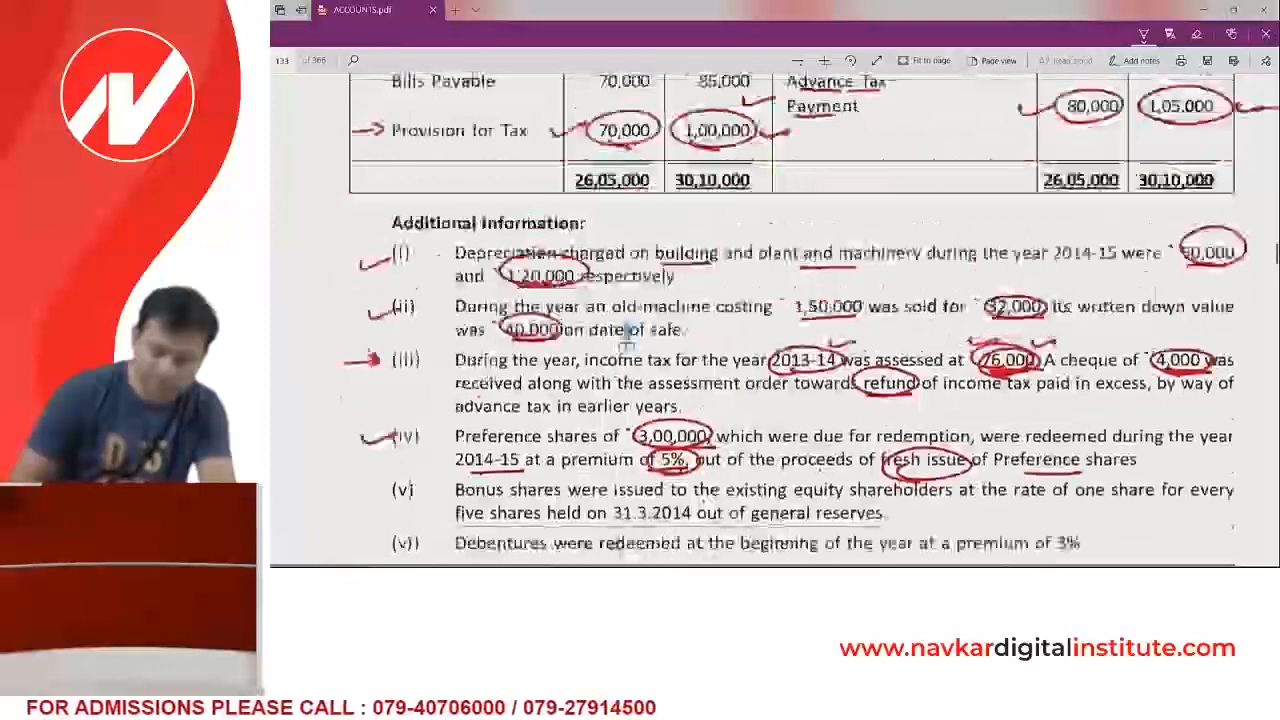 ACCOUNTS.pdf
133 of 366
Fit to page
Page view
Read aloud
Add notes
Bills Payable 70,000 85,000 Advance Tax
Payment 80,000 1,05,000
Provision for Tax 70,000 1,00,000
26,05,000 30,10,000 26,05,000 30,10,000
Additional Information:
(i) Depreciation charged on building and plant and machinery during the year 2014-15 were ` 50,000
and ` 1,20,000 respectively
(ii) During the year an old machine costing ` 1,50,000 was sold for ` 32,000. Its written down value
was ` 40,000 on date of sale.
(iii) During the year, income tax for the year 2013-14 was assessed at ` 76,000. A cheque of ` 4,000 was
received along with the assessment order towards refund of income tax paid in excess, by way of
advance tax in earlier years.
(iv) Preference shares of ` 3,00,000, which were due for redemption, were redeemed during the year
2014-15 at a premium of 5%, out of the proceeds of fresh issue of Preference shares
(v) Bonus shares were issued to the existing equity shareholders at the rate of one share for every
five shares held on 31.3.2014 out of general reserves.
(vi) Debentures were redeemed at the beginning of the year at a premium of 3%
www.navkardigitalinstitute.com
FOR ADMISSIONS PLEASE CALL : 079-40706000 / 079-27914500